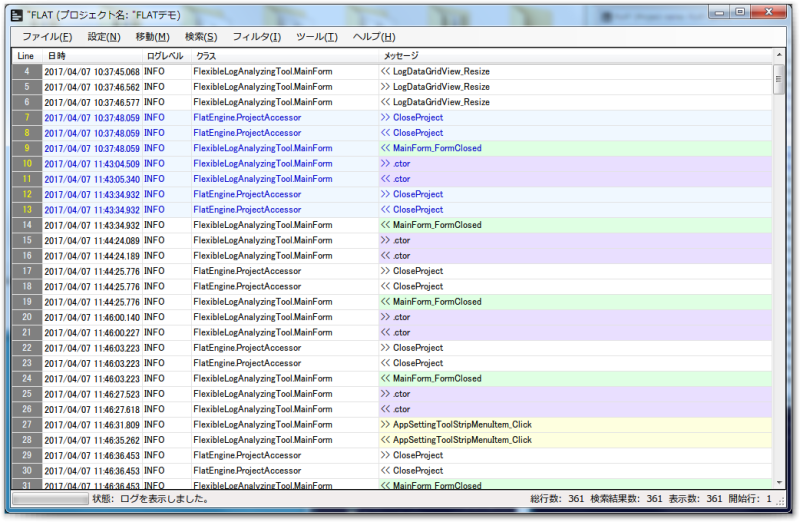 "FLAT (プロジェクト名: "FLATデモ)
ファイル(F) 設定(N) 移動(M) 検索(S) フィルタ(I) ツール(T) ヘルプ(H)
Line 日時 ログレベル クラス メッセージ
4 2017/04/07 10:37:45.068 INFO FlexibleLogAnalyzingTool.MainForm << LogDataGridView_Resize
5 2017/04/07 10:37:46.562 INFO FlexibleLogAnalyzingTool.MainForm >> LogDataGridView_Resize
6 2017/04/07 10:37:46.577 INFO FlexibleLogAnalyzingTool.MainForm << LogDataGridView_Resize
7 2017/04/07 10:37:48.059 INFO FlatEngine.ProjectAccessor >> CloseProject
8 2017/04/07 10:37:48.059 INFO FlatEngine.ProjectAccessor << CloseProject
9 2017/04/07 10:37:48.059 INFO FlexibleLogAnalyzingTool.MainForm << MainForm_FormClosed
10 2017/04/07 11:43:04.509 INFO FlexibleLogAnalyzingTool.MainForm >> .ctor
11 2017/04/07 11:43:05.340 INFO FlexibleLogAnalyzingTool.MainForm << .ctor
12 2017/04/07 11:43:34.932 INFO FlatEngine.ProjectAccessor >> CloseProject
13 2017/04/07 11:43:34.932 INFO FlatEngine.ProjectAccessor << CloseProject
14 2017/04/07 11:43:34.932 INFO FlexibleLogAnalyzingTool.MainForm << MainForm_FormClosed
15 2017/04/07 11:44:24.089 INFO FlexibleLogAnalyzingTool.MainForm >> .ctor
16 2017/04/07 11:44:24.189 INFO FlexibleLogAnalyzingTool.MainForm << .ctor
17 2017/04/07 11:44:25.776 INFO FlatEngine.ProjectAccessor >> CloseProject
18 2017/04/07 11:44:25.776 INFO FlatEngine.ProjectAccessor << CloseProject
19 2017/04/07 11:44:25.776 INFO FlexibleLogAnalyzingTool.MainForm << MainForm_FormClosed
20 2017/04/07 11:46:00.140 INFO FlexibleLogAnalyzingTool.MainForm >> .ctor
21 2017/04/07 11:46:00.227 INFO FlexibleLogAnalyzingTool.MainForm << .ctor
22 2017/04/07 11:46:03.223 INFO FlatEngine.ProjectAccessor >> CloseProject
23 2017/04/07 11:46:03.223 INFO FlatEngine.ProjectAccessor << CloseProject
24 2017/04/07 11:46:03.223 INFO FlexibleLogAnalyzingTool.MainForm << MainForm_FormClosed
25 2017/04/07 11:46:27.523 INFO FlexibleLogAnalyzingTool.MainForm >> .ctor
26 2017/04/07 11:46:27.618 INFO FlexibleLogAnalyzingTool.MainForm << .ctor
27 2017/04/07 11:46:31.809 INFO FlexibleLogAnalyzingTool.MainForm >> AppSettingToolStripMenuItem_Click
28 2017/04/07 11:46:35.262 INFO FlexibleLogAnalyzingTool.MainForm << AppSettingToolStripMenuItem_Click
29 2017/04/07 11:46:36.453 INFO FlatEngine.ProjectAccessor >> CloseProject
30 2017/04/07 11:46:36.453 INFO FlatEngine.ProjectAccessor << CloseProject
31 2017/04/07 11:46:36.453 INFO FlexibleLogAnalyzingTool.MainForm << MainForm_FormClosed
状態: ログを表示しました。 総行数: 361 検索結果数: 361 表示数: 361 開始行: 1